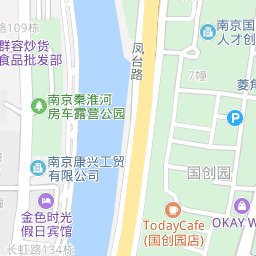 路109栋
群容炒货
食品批发部
凤台路
南京国
人才创
7幢
菱角
南京秦淮河
房车露营公园
P
南京康兴工贸
有限公司
国创园
金色时光
假日宾馆
TodayCafe
(国创园店)
OKAY W
长虹路134栋